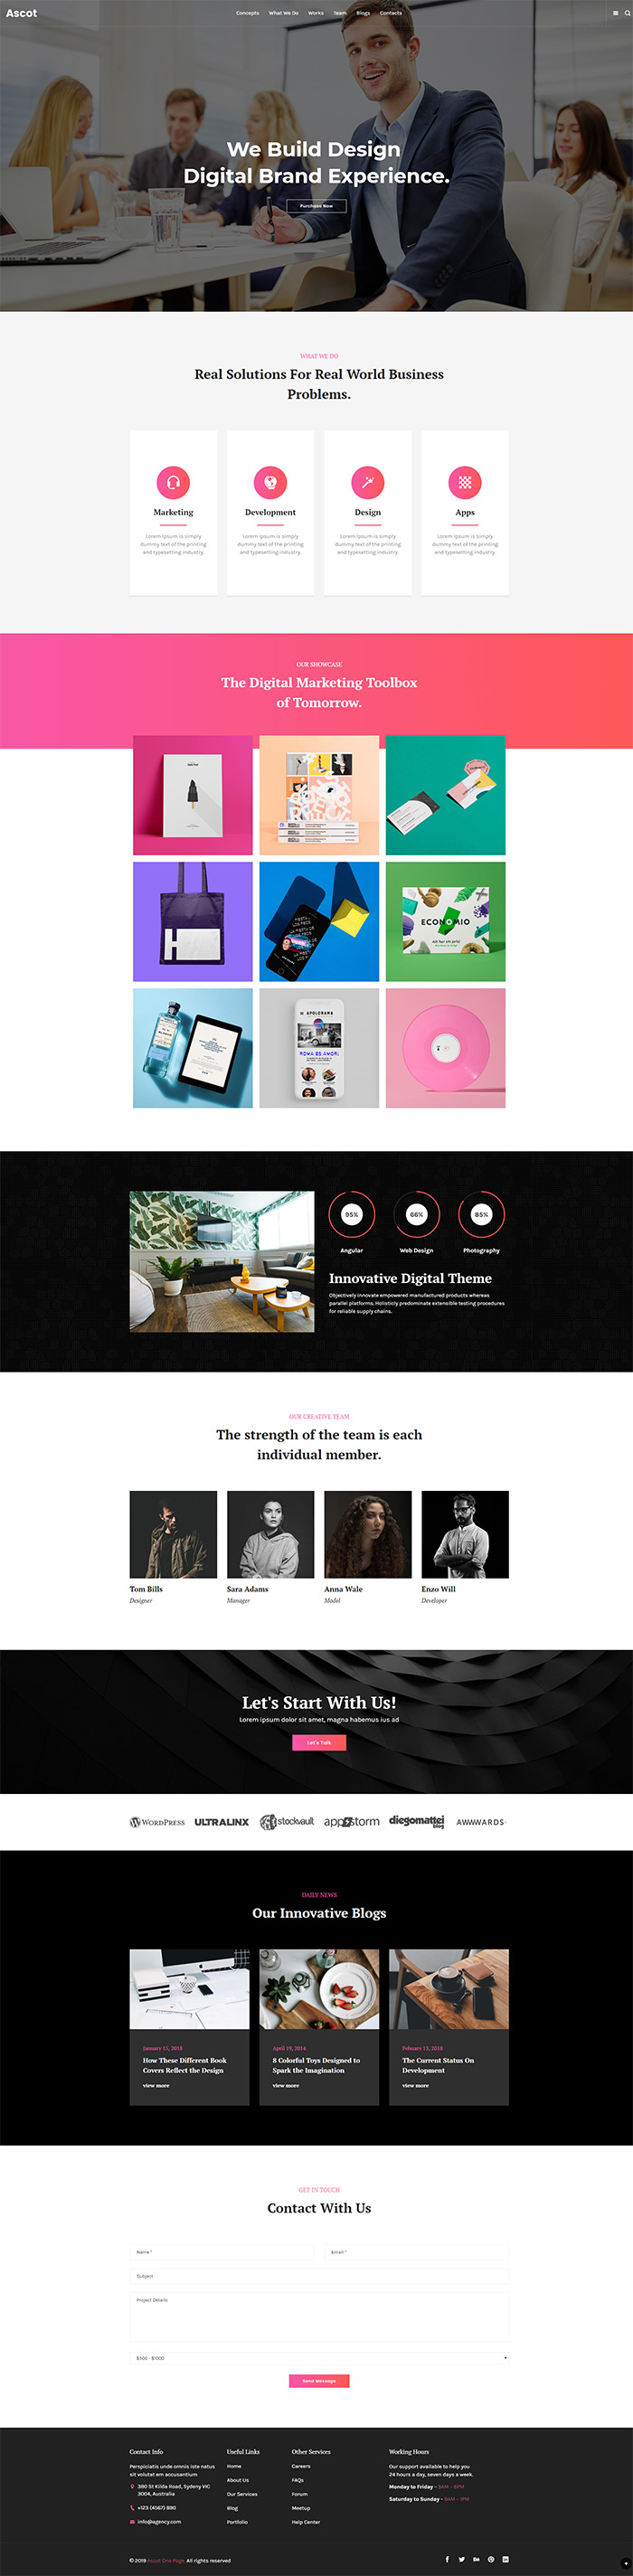 Ascot
Concepts What We Do Works Team Blogs Contacts
We Build Design
Digital Brand Experience.
Purchase Now
WHAT WE DO
Real Solutions For Real World Business
Problems.
Marketing
Lorem Ipsum is simply
dummy text of the printing
and typesetting industry.
Development
Lorem Ipsum is simply
dummy text of the printing
and typesetting industry.
Design
Lorem Ipsum is simply
dummy text of the printing
and typesetting industry.
Apps
Lorem Ipsum is simply
dummy text of the printing
and typesetting industry.
OUR SHOWCASE
The Digital Marketing Toolbox
of Tomorrow.
ECONOMIO
APOLORAMA
ROMA ES AMOR!
95%
66%
85%
Angular
Web Design
Photography
Innovative Digital Theme
Objectively innovate empowered manufactured products whereas
parallel platforms. Holisticly predominate extensible testing procedures
for reliable supply chains.
OUR CREATIVE TEAM
The strength of the team is each
individual member.
Tom Bills
Designer
Sara Adams
Manager
Anna Wale
Model
Enzo Will
Developer
Let's Start With Us!
Lorem ipsum dolor sit amet, magna habemus ius ad
Let's Talk
WORDPRESS
ULTRALINX
stockvault
appstorm
diegomattei
blog
AWWWARDS.
DAILY NEWS
Our Innovative Blogs
January 15, 2018
How These Different Book
Covers Reflect the Design
view more
April 19, 2014
8 Colorful Toys Designed to
Spark the Imagination
view more
February 13, 2018
The Current Status On
Development
view more
GET IN TOUCH
Contact With Us
Name *
Email *
Subject
Project Details
$500 - $1000
Send Message
Contact Info
Perspiciatis unde omnis iste natus
sit volutat em accusantium
380 St Kilda Road, Sydeny VIC
3004, Australia
+123 (4567) 890
info@agency.com
Useful Links
Home
About Us
Our Services
Blog
Portfolio
Other Services
Careers
FAQs
Forum
Meetup
Help Center
Working Hours
Our support available to help you
24 hours a day, seven days a week.
Monday to Friday - 9AM - 6PM
Saturday to Sunday - 9AM - 1PM
© 2019 Ascot One Page. All rights reserved